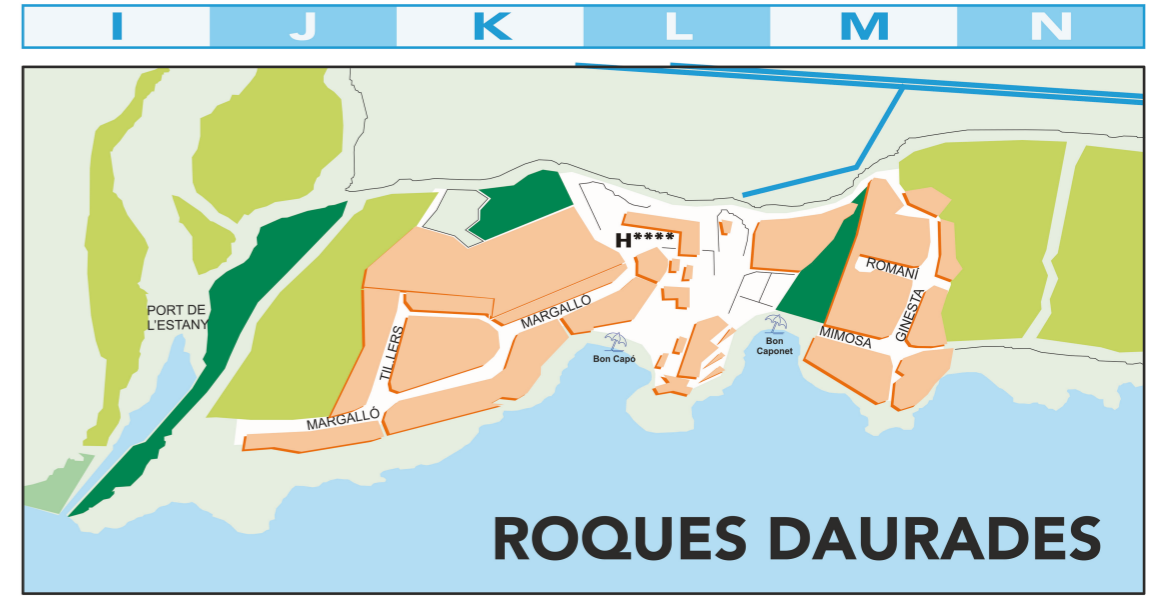 I J K L M N
H****
ROMANÍ
GINESTA
PORT DE
L'ESTANY
MARGALLÓ
TILLERS
MIMOSA
Bon Capó
Bon
Caponet
MARGALLÓ
ROQUES DAURADES